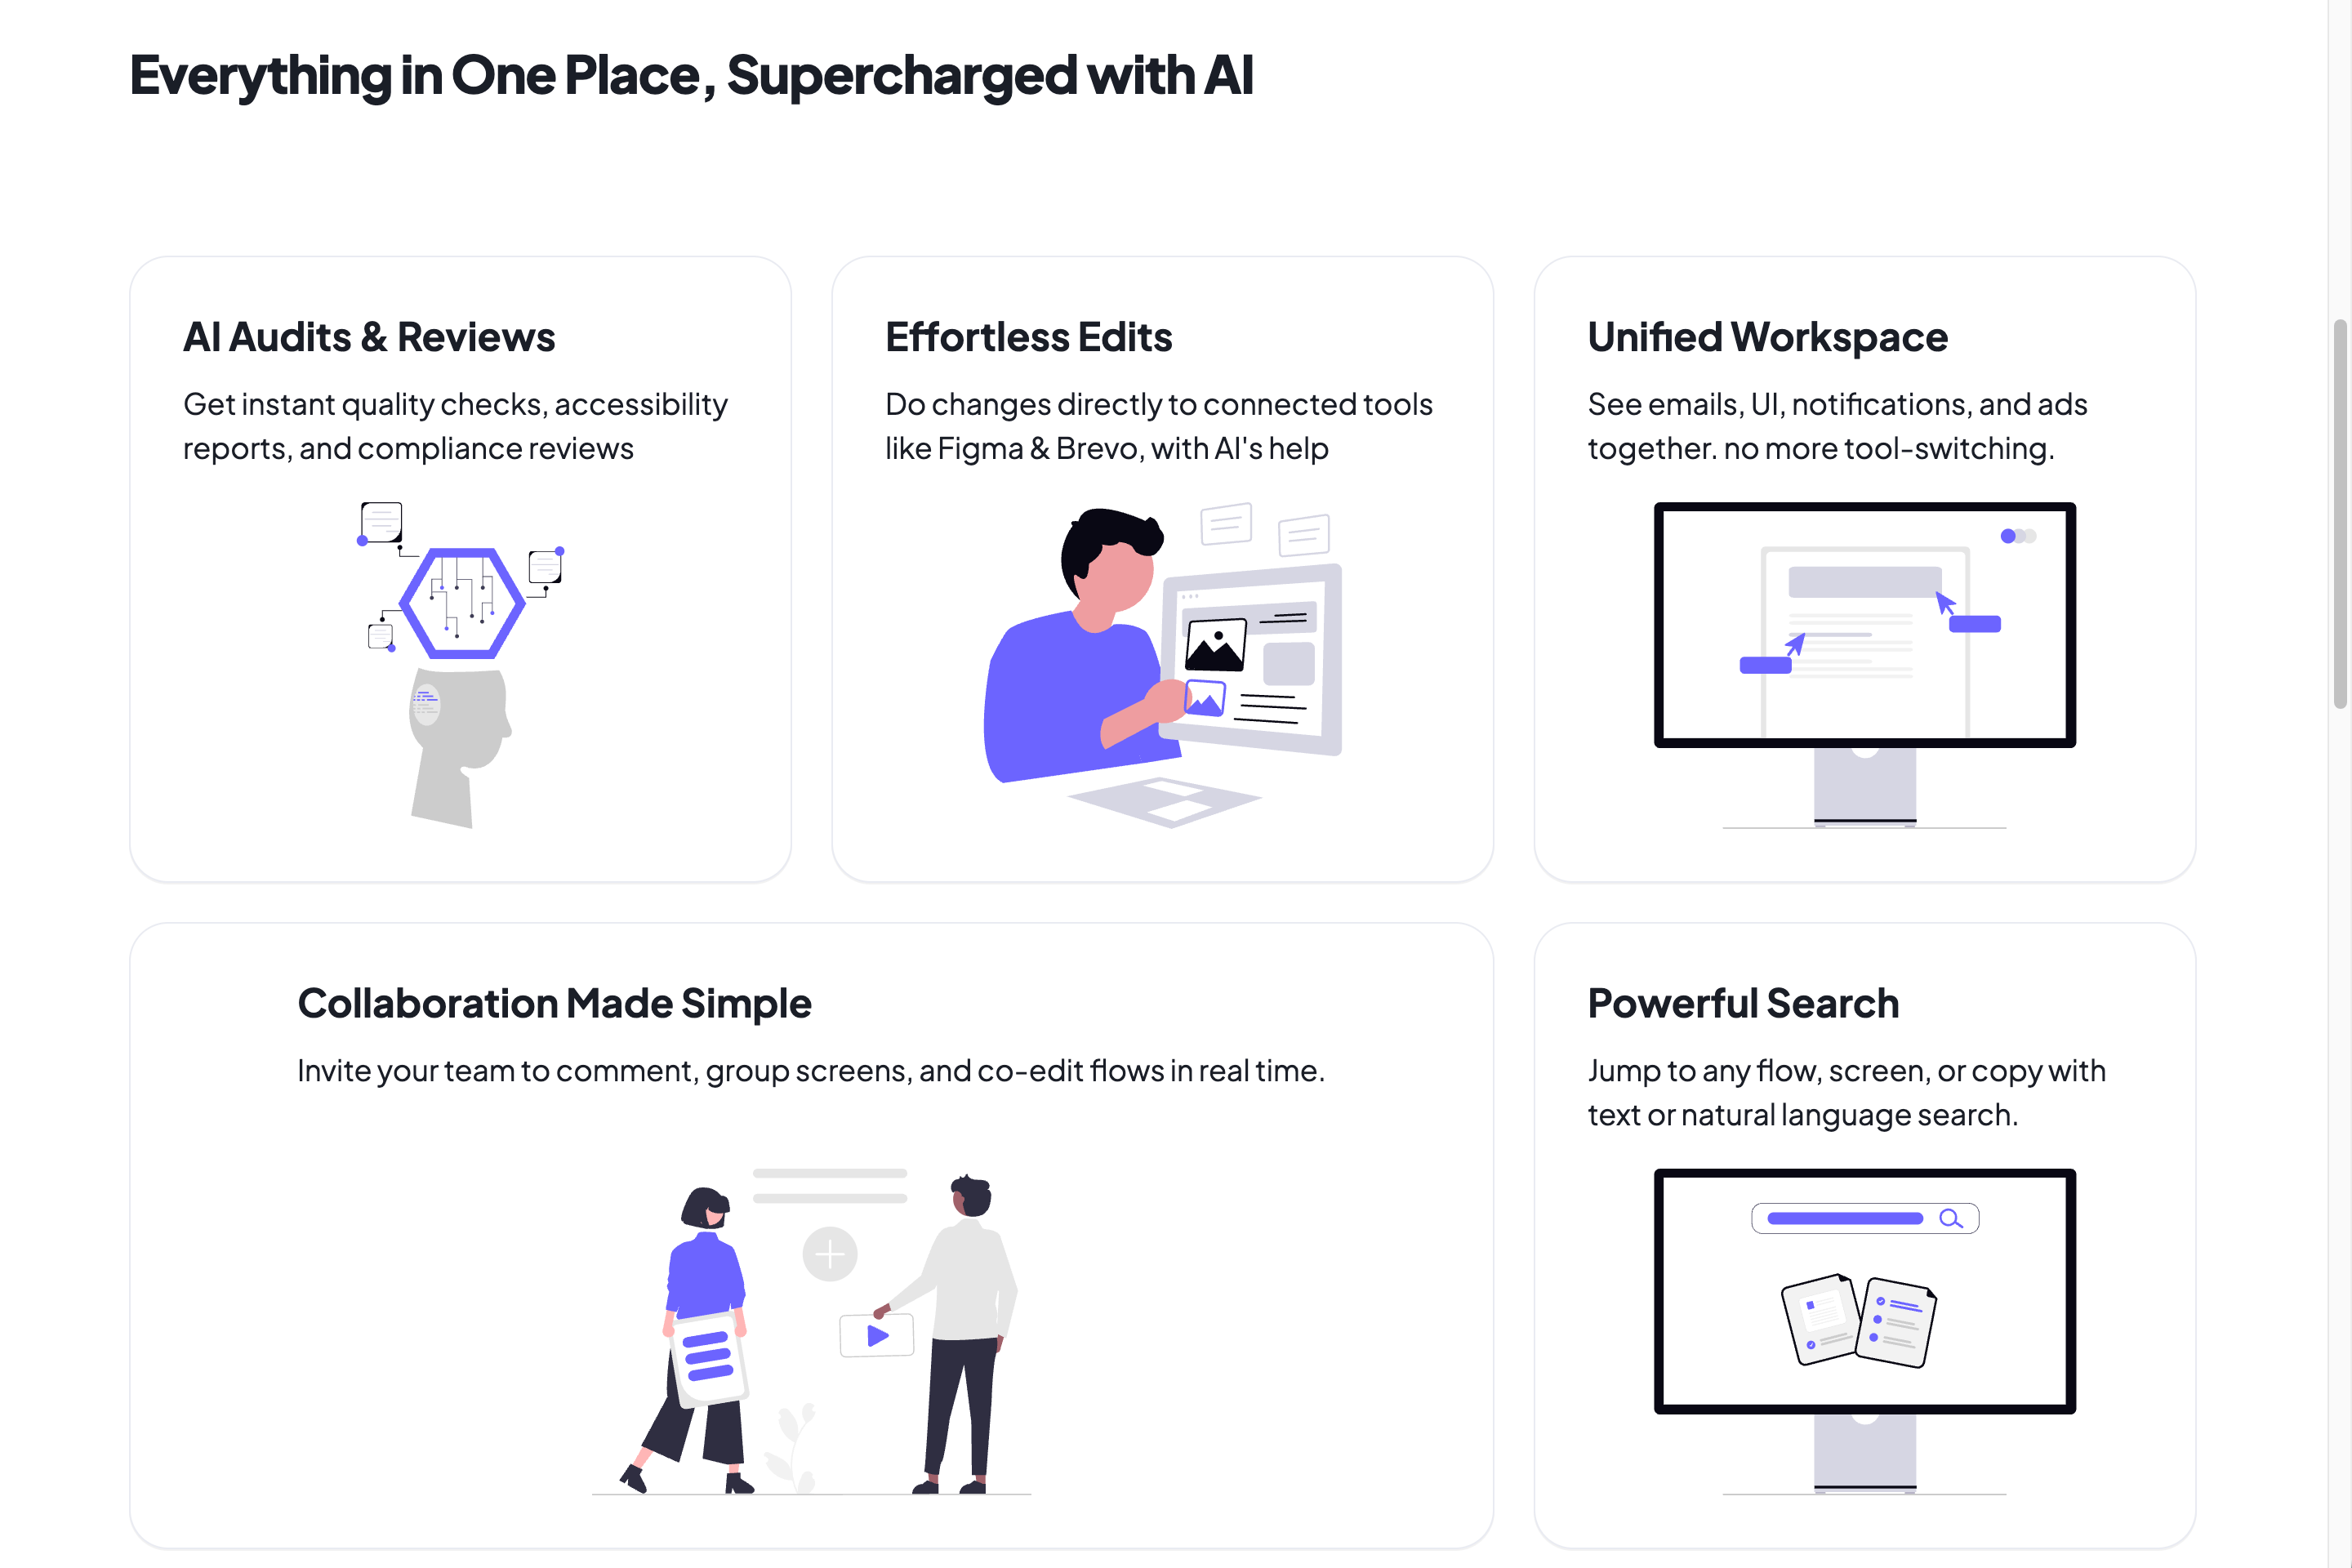 Everything in One Place, Supercharged with AI
AI Audits & Reviews
Get instant quality checks, accessibility
reports, and compliance reviews
Effortless Edits
Do changes directly to connected tools
like Figma & Brevo, with AI's help
Unified Workspace
See emails, UI, notifications, and ads
together. no more tool-switching.
Collaboration Made Simple
Invite your team to comment, group screens, and co-edit flows in real time.
Powerful Search
Jump to any flow, screen, or copy with
text or natural language search.